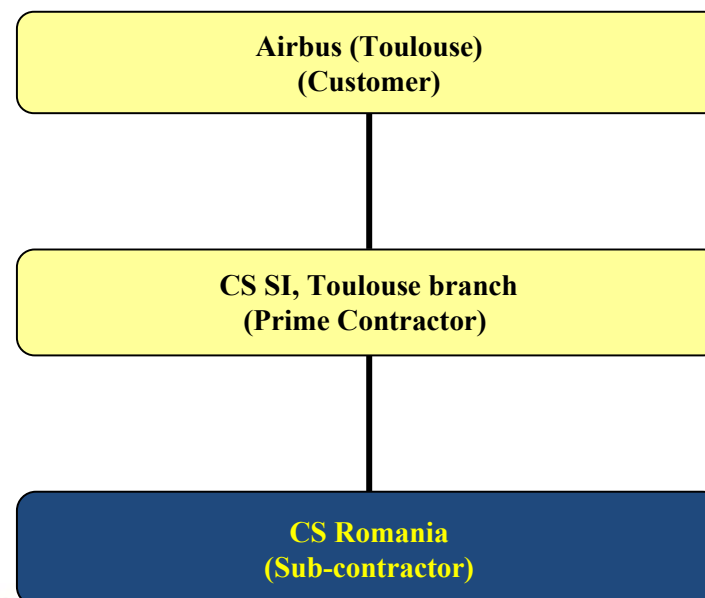 Airbus (Toulouse)
(Customer)
CS SI, Toulouse branch
(Prime Contractor)
CS Romania
(Sub-contractor)